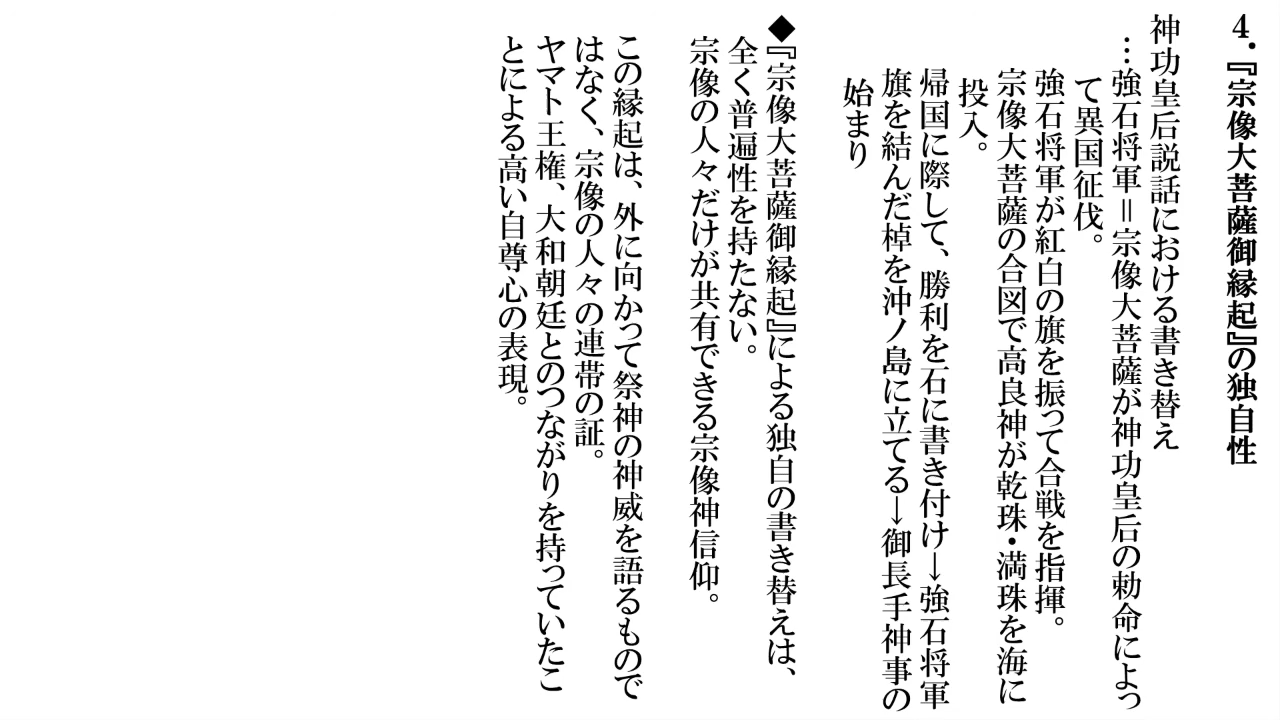 ４．『宗像大菩薩御縁起』の独自性
神功皇后説話における書き替え
…強石将軍＝宗像大菩薩が神功皇后の勅命によっ
て異国征伐。
強石将軍が紅白の旗を振って合戦を指揮。
宗像大菩薩の合図で高良神が乾珠・満珠を海に
投入。
帰国に際して、勝利を石に書き付け→強石将軍
旗を結んだ棹を沖ノ島に立てる→御長手神事の
始まり
◆『宗像大菩薩御縁起』による独自の書き替えは、
全く普遍性を持たない。
宗像の人々だけが共有できる宗像神信仰。
この縁起は、外に向かって祭神の神威を語るもので
はなく、宗像の人々の連帯の証。
ヤマト王権、大和朝廷とのつながりを持っていたこ
とによる高い自尊心の表現。